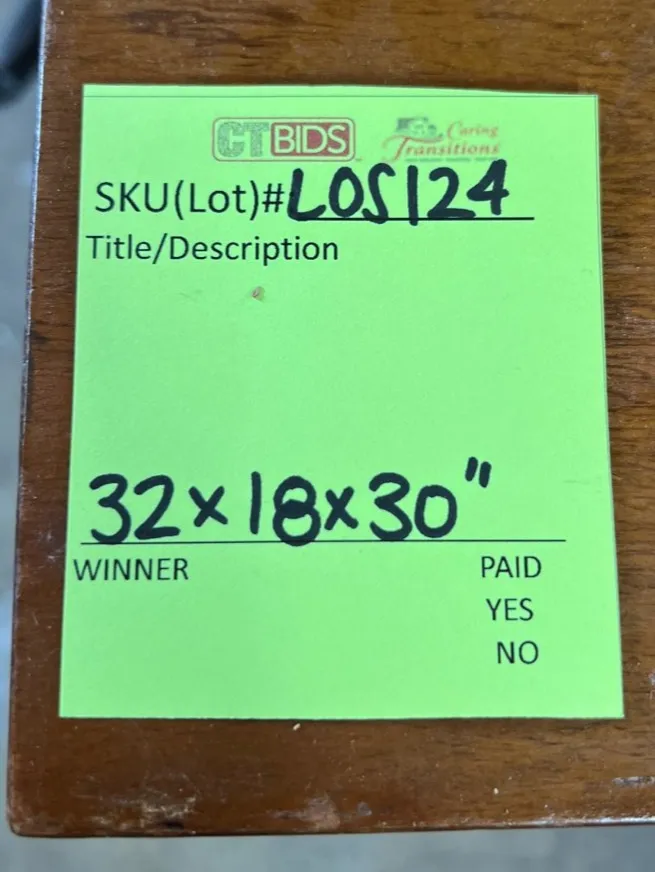 CTBIDS
Caring
Transitions
SKU(Lot)#LOS124
Title/Description
32x18x30"
WINNER PAID
YES
NO